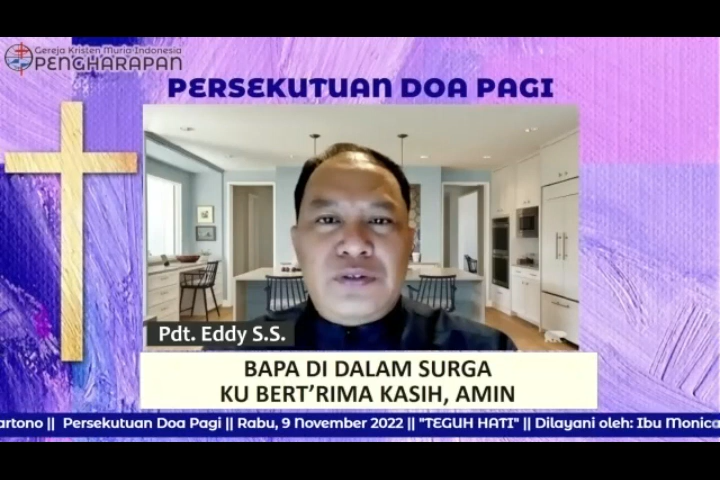 Gereja Kristen Muria Indonesia
PENGHARAPAN
PERSEKUTUAN DOA PAGI
Pdt. Eddy S.S.
BAPA DI DALAM SURGA
KU BERT'RIMA KASIH, AMIN
artono || Persekutuan Doa Pagi || Rabu, 9 November 2022 || "TEGUH HATI" || Dilayani oleh: Ibu Monica